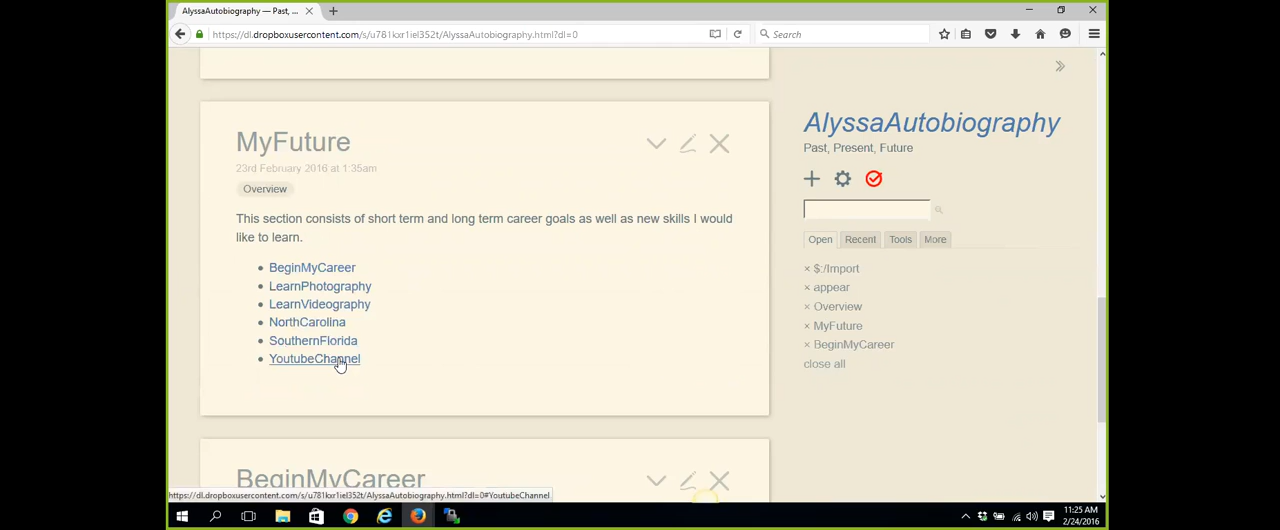 AlyssaAutobiography — Past, ...
https://dl.dropboxusercontent.com/s/u781kxr1iel352t/AlyssaAutobiography.html?dl=0
Search
MyFuture
23rd February 2016 at 1:35am
Overview
This section consists of short term and long term career goals as well as new skills I would
like to learn.
BeginMyCareer
LearnPhotography
LearnVideography
NorthCarolina
SouthernFlorida
YoutubeChannel
BeginMyCareer
AlyssaAutobiography
Past, Present, Future
Open Recent Tools More
× $:/Import
× appear
× Overview
× MyFuture
× BeginMyCareer
close all
https://dl.dropboxusercontent.com/s/u781kxr1iel352t/AlyssaAutobiography.html?dl=0#YoutubeChannel
11:25 AM
2/24/2016